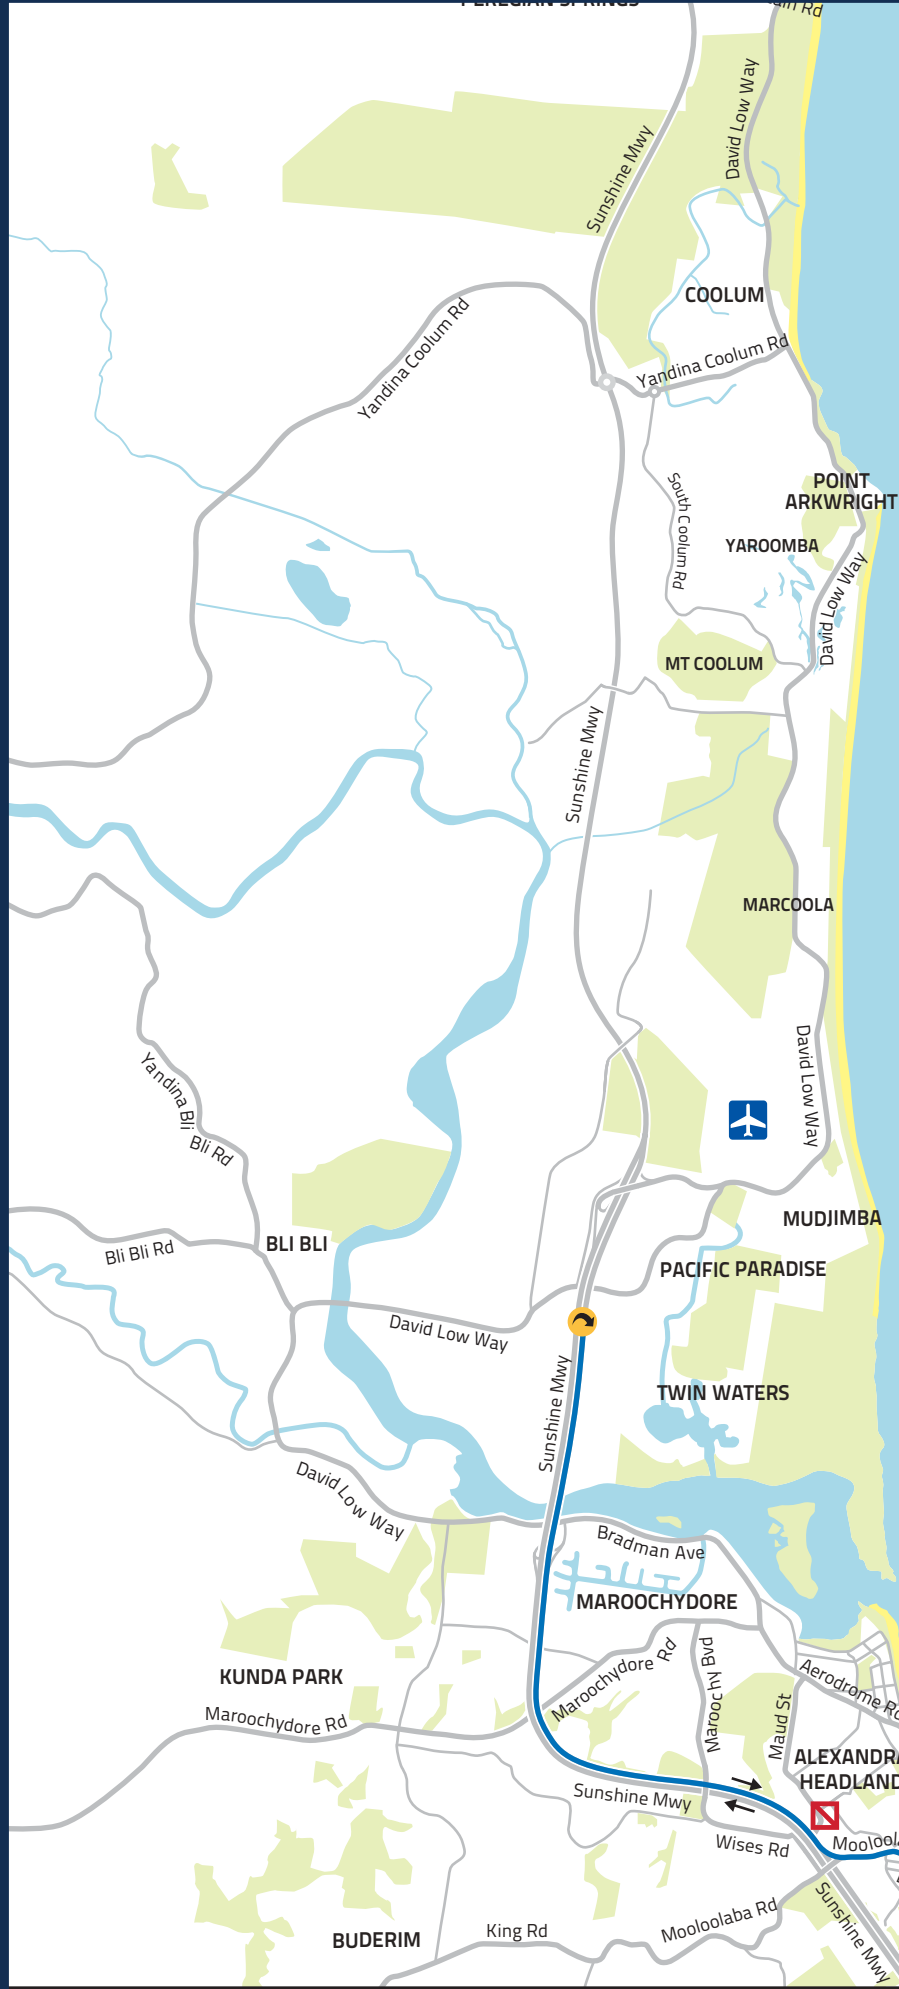 PEREGIAN SPRINGS
Rd
Sunshine Mwy
David Low Way
COOLUM
Yandina Coolum Rd
Yandina Coolum Rd
POINT
ARKWRIGHT
South Coolum Rd
YAROOMBA
David Low Way
MT COOLUM
Sunshine Mwy
MARCOOLA
David Low Way
Yandina Bli
Bli Rd
MUDJIMBA
Bli Bli Rd
BLI BLI
PACIFIC PARADISE
David Low Way
Sunshine Mwy
TWIN WATERS
David Low Way
Bradman Ave
MAROOCHYDORE
KUNDA PARK
Maroochydore Rd
Maroochydore Rd
Maroochy Bvd
Maud St
Aerodrome Rd
ALEXANDRA
HEADLAND
Sunshine Mwy
Wises Rd
Moolool
Mooloolaba Rd
King Rd
BUDERIM
Sunshine Mwy